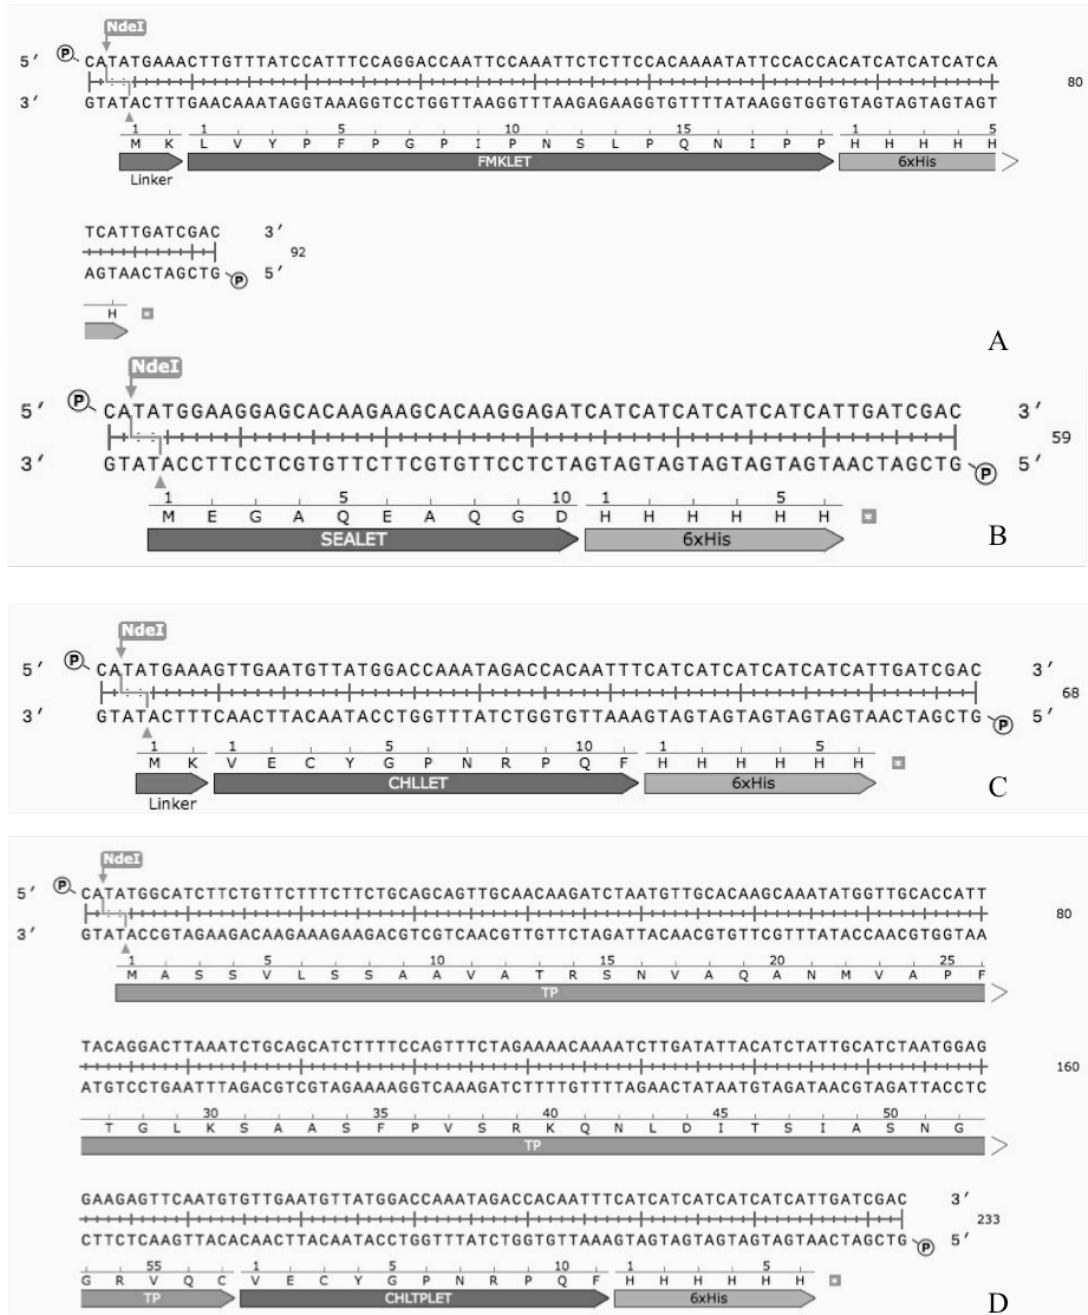 NdeI
5′ P CATATGAAACTTGTTTATCCATTTCCAGGACCAATTCCAAATTCTCTTCCACAAAATATTCCACCACATCATCATCATCA
80
3′ GTATACTTTGAACAAATAGGTAAAGGTCCTGGTTAAGGTTTAAGAGAAGGTGTTTTATAAGGTGGTGTAGTAGTAGTAGT
1 1 5 10 15 1 5
M K L V Y P F P G P I P N S L P Q N I P P H H H H H
FMKLET 6xHis
Linker
TCATTGATCGAC 3′
92
AGTAACTAGCTG P 5′
H *
A
NdeI
5′ P CATATGGAAGGAGCACAAGAAGCACAAGGAGATCATCATCATCATCATCATTGATCGAC 3′
59
3′ GTATACCTTCCTCGTGTTCTTCGTGTTCCTCTAGTAGTAGTAGTAGTAGTAACTAGCTG P 5′
1 5 10 1 5
M E G A Q E A Q G D H H H H H H *
SEALET 6xHis
B
NdeI
5′ P CATATGAAAGTTGAATGTTATGGACCAAATAGACCACAATTTCATCATCATCATCATCATTGATCGAC 3′
68
3′ GTATACTTTCAACTTACAATACCTGGTTTATCTGGTGTTAAAGTAGTAGTAGTAGTAGTAACTAGCTG P 5′
1 1 5 10 1 5
M K V E C Y G P N R P Q F H H H H H H *
CHLLET 6xHis
Linker
C
NdeI
5′ P CATATGGCATCTTCTGTTCTTTCTTCTGCAGCAGTTGCAACAAGATCTAATGTTGCACAAGCAAATATGGTTGCACCATT
80
3′ GTATACCGTAGAAGACAAGAAAGAAGACGTCGTCAACGTTGTTCTAGATTACAACGTGTTCGTTTATACCAACGTGGTAA
1 5 10 15 20 25
M A S S V L S S A A V A T R S N V A Q A N M V A P F
TP
TACAGGACTTAAATCTGCAGCATCTTTTCCAGTTTCTAGAAAACAAAATCTTGATATTACATCTATTGCATCTAATGGAG
160
ATGTCCTGAATTTAGACGTCGTAGAAAAGGTCAAAGATCTTTTGTTTTAGAACTATAATGTAGATAACGTAGATTACCTC
30 35 40 45 50
T G L K S A A S F P V S R K Q N L D I T S I A S N G
TP
GAAGAGTTCAATGTGTTGAATGTTATGGACCAAATAGACCACAATTTCATCATCATCATCATCATTGATCGAC 3′
233
CTTCTCAAGTTACACAACTTACAATACCTGGTTTATCTGGTGTTAAAGTAGTAGTAGTAGTAGTAACTAGCTG P 5′
55 1 5 10 1 5
G R V Q C V E C Y G P N R P Q F H H H H H H *
TP CHLTPLET 6xHis
D